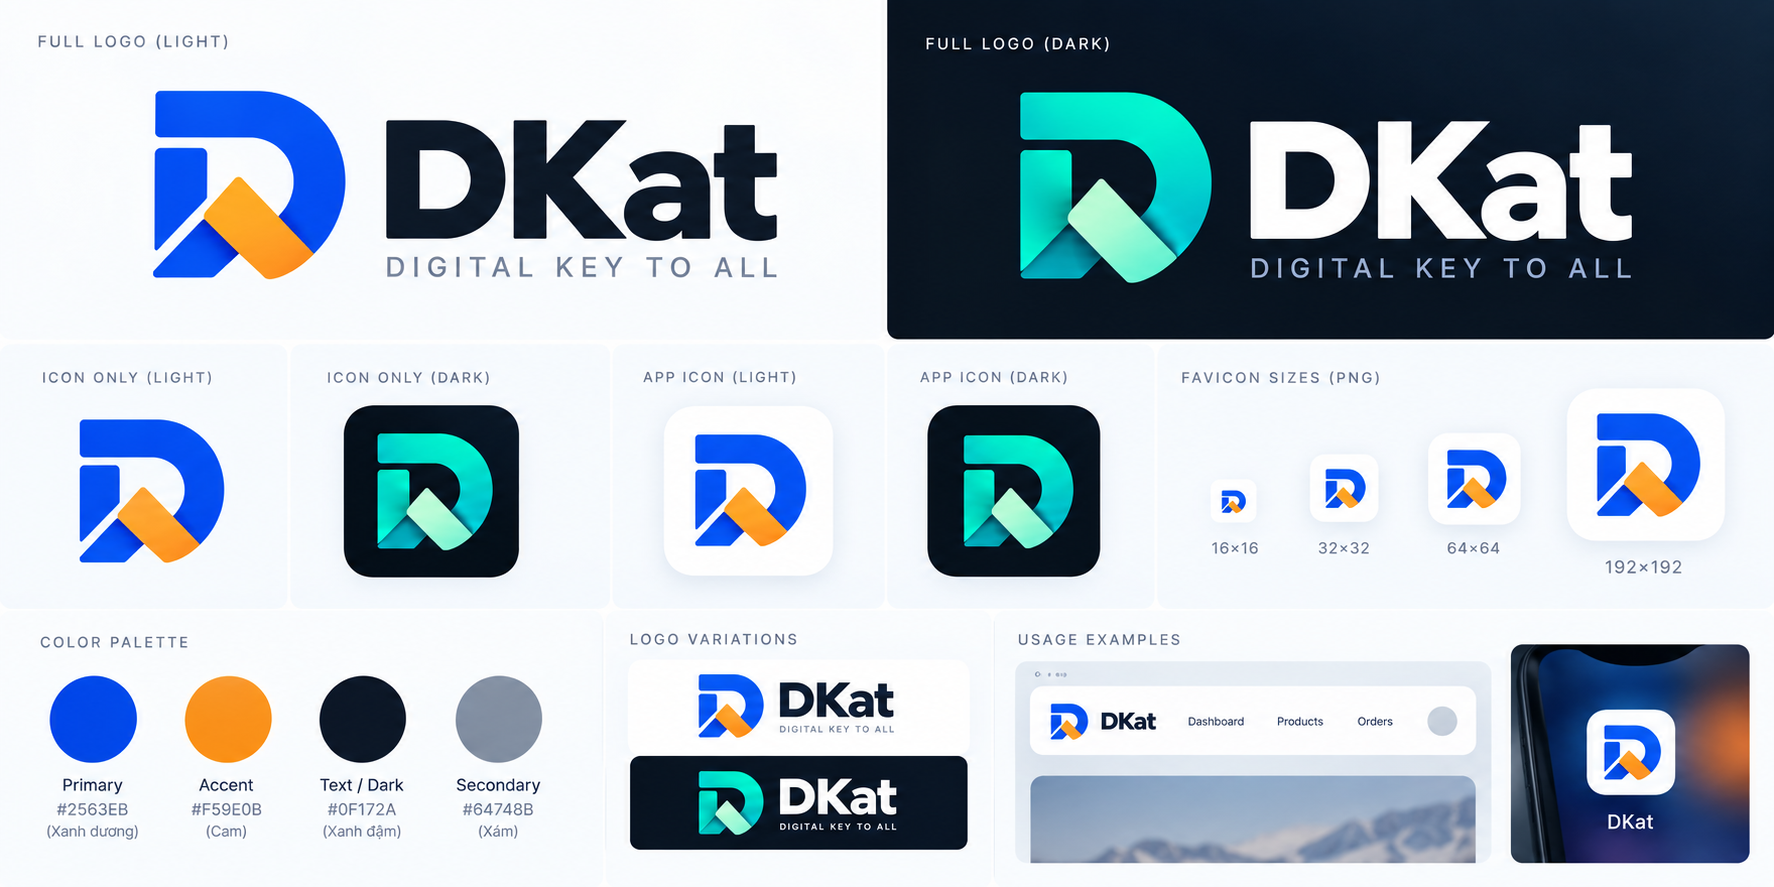 FULL LOGO (LIGHT)
DKat
DIGITAL KEY TO ALL
FULL LOGO (DARK)
DKat
DIGITAL KEY TO ALL
ICON ONLY (LIGHT)
ICON ONLY (DARK)
APP ICON (LIGHT)
APP ICON (DARK)
FAVICON SIZES (PNG)
16×16
32×32
64×64
192×192
COLOR PALETTE
Primary
#2563EB
(Xanh dương)
Accent
#F59E0B
(Cam)
Text / Dark
#0F172A
(Xanh đậm)
Secondary
#64748B
(Xám)
LOGO VARIATIONS
DKat
DIGITAL KEY TO ALL
DKat
DIGITAL KEY TO ALL
USAGE EXAMPLES
DKat
Dashboard
Products
Orders
DKat